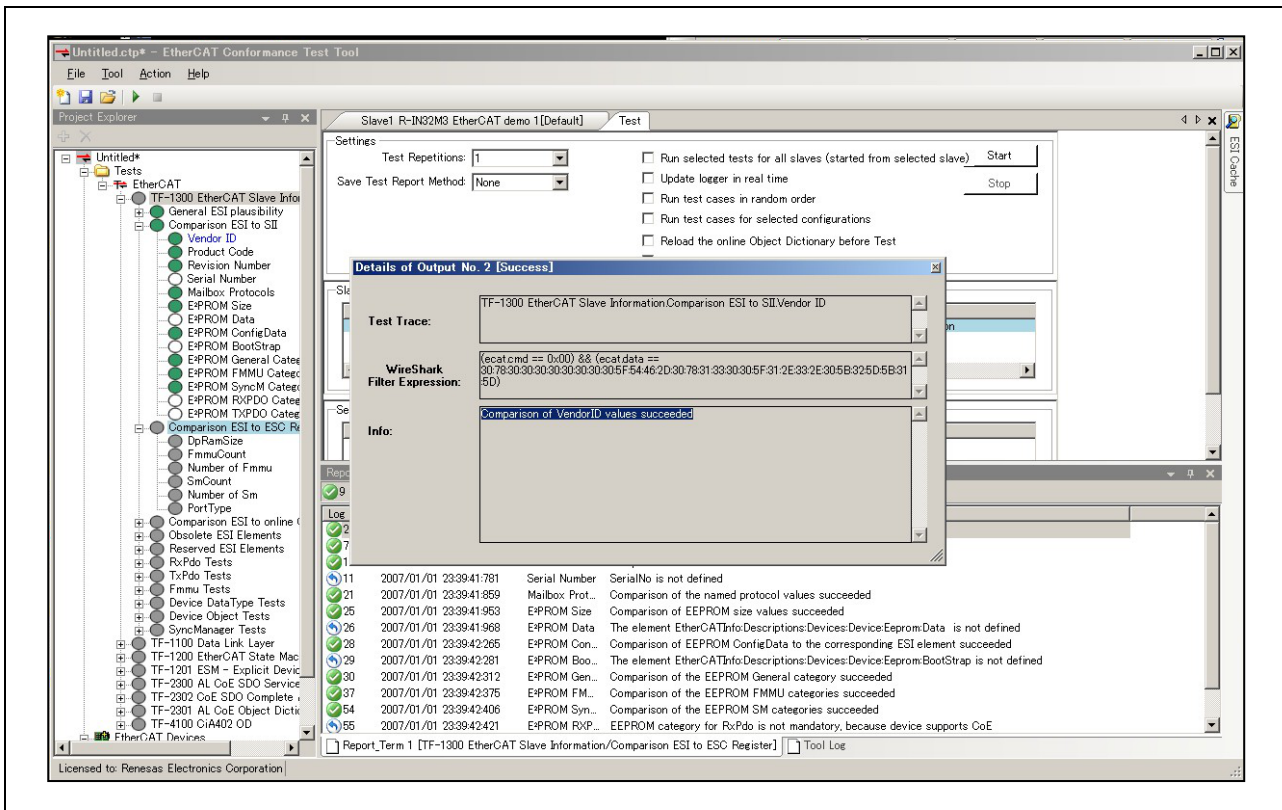 Untitled.ctp* - EtherCAT Conformance Test Tool
File Tool Action Help
Project Explorer
Untitled*
Tests
EtherCAT
TF-1300 EtherCAT Slave Infor
General ESI plausibility
Comparison ESI to SII
Vendor ID
Product Code
Revision Number
Serial Number
Mailbox Protocols
E²PROM Size
E²PROM Data
E²PROM ConfigData
E²PROM BootStrap
E²PROM General Categ
E²PROM FMMU Categc
E²PROM SyncM Catego
E²PROM RXPDO Categ
E²PROM TXPDO Categ
Comparison ESI to ESC Re
DpRamSize
FmmuCount
Number of Fmmu
SmCount
Number of Sm
PortType
Comparison ESI to online (
Obsolete ESI Elements
Reserved ESI Elements
RxPdo Tests
TxPdo Tests
Fmmu Tests
Device DataType Tests
Device Object Tests
SyncManager Tests
TF-1100 Data Link Layer
TF-1200 EtherCAT State Mac
TF-1201 ESM - Explicit Devic
TF-2300 AL CoE SDO Service
TF-2302 CoE SDO Complete
TF-2301 AL CoE Object Dictic
TF-4100 CiA402 OD
EtherCAT Devices
Slave1 R-IN32M3 EtherCAT demo 1[Default] Test
Settings
Test Repetitions: 1
Save Test Report Method: None
Run selected tests for all slaves (started from selected slave)
Update logger in real time
Run test cases in random order
Run test cases for selected configurations
Reload the online Object Dictionary before Test
Start
Stop
ESI Cache
Sla
on
Se
Details of Output No. 2 [Success]
Test Trace:
TF-1300 EtherCAT Slave Information.Comparison ESI to SII.Vendor ID
WireShark
Filter Expression:
(ecat.cmd == 0x00) && (ecat.data ==
30:78:30:30:30:30:30:30:30:30:5F:54:46:2D:30:78:31:33:30:30:5F:31:2E:33:2E:30:5B:32:5D:5B:31
:5D)
Info:
Comparison of VendorID values succeeded
Repo
9
Log
2
7
1
11 2007/01/01 23:39:41:781 Serial Number SerialNo is not defined
21 2007/01/01 23:39:41:859 Mailbox Prot... Comparison of the named protocol values succeeded
25 2007/01/01 23:39:41:953 E²PROM Size Comparison of EEPROM size values succeeded
26 2007/01/01 23:39:41:968 E²PROM Data The element EtherCATInfo:Descriptions:Devices:Device:Eeprom:Data is not defined
28 2007/01/01 23:39:42:265 E²PROM Con... Comparison of EEPROM ConfigData to the corresponding ESI element succeeded
29 2007/01/01 23:39:42:281 E²PROM Boo... The element EtherCATInfo:Descriptions:Devices:Device:Eeprom:BootStrap is not defined
30 2007/01/01 23:39:42:312 E²PROM Gen... Comparison of the EEPROM General category succeeded
37 2007/01/01 23:39:42:375 E²PROM FM... Comparison of the EEPROM FMMU categories succeeded
54 2007/01/01 23:39:42:406 E²PROM Syn... Comparison of the EEPROM SM categories succeeded
55 2007/01/01 23:39:42:421 E²PROM RXP... EEPROM category for RxPdo is not mandatory, because device supports CoE
Report_Term 1 [TF-1300 EtherCAT Slave Information/Comparison ESI to ESC Register] Tool Log
Licensed to: Renesas Electronics Corporation